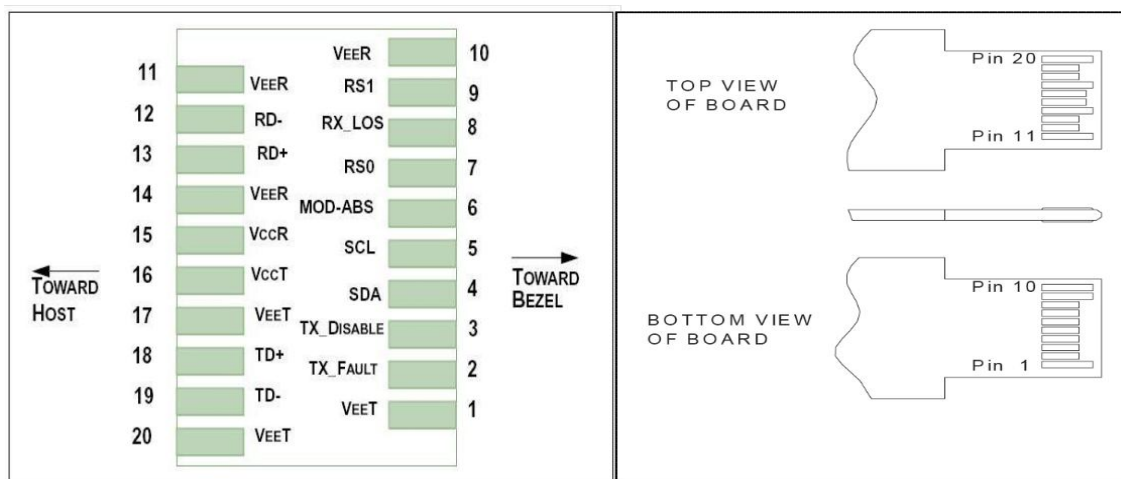 11 VEER
12 RD-
13 RD+
14 VEER
15 VCCR
16 VCCT
17 VEET
18 TD+
19 TD-
20 VEET
VEER 10
RS1 9
RX_LOS 8
RS0 7
MOD-ABS 6
SCL 5
SDA 4
TX_DISABLE 3
TX_FAULT 2
VEET 1
TOWARD
HOST
TOWARD
BEZEL
TOP VIEW
OF BOARD
Pin 20
Pin 11
BOTTOM VIEW
OF BOARD
Pin 10
Pin 1